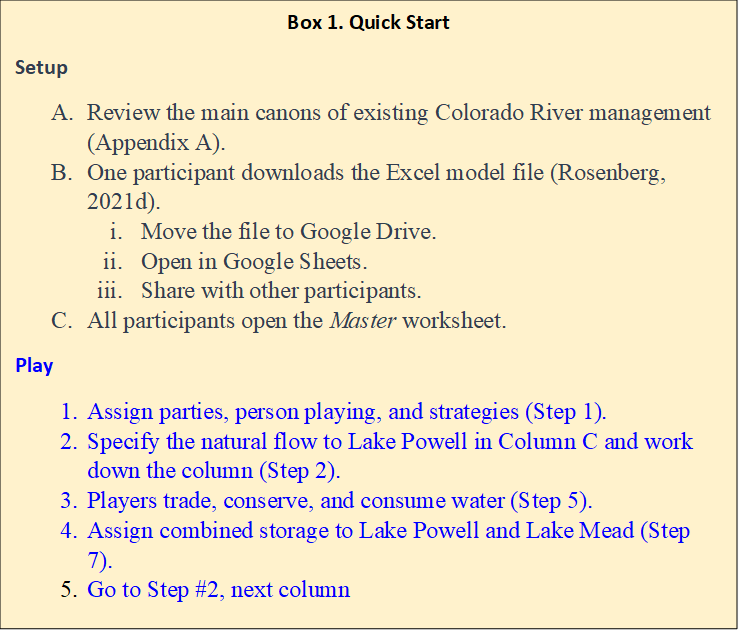 Box 1. Quick Start
Setup
A. Review the main canons of existing Colorado River management
(Appendix A).
B. One participant downloads the Excel model file (Rosenberg,
2021d).
i. Move the file to Google Drive.
ii. Open in Google Sheets.
iii. Share with other participants.
C. All participants open the Master worksheet.
Play
1. Assign parties, person playing, and strategies (Step 1).
2. Specify the natural flow to Lake Powell in Column C and work
down the column (Step 2).
3. Players trade, conserve, and consume water (Step 5).
4. Assign combined storage to Lake Powell and Lake Mead (Step
7).
5. Go to Step #2, next column